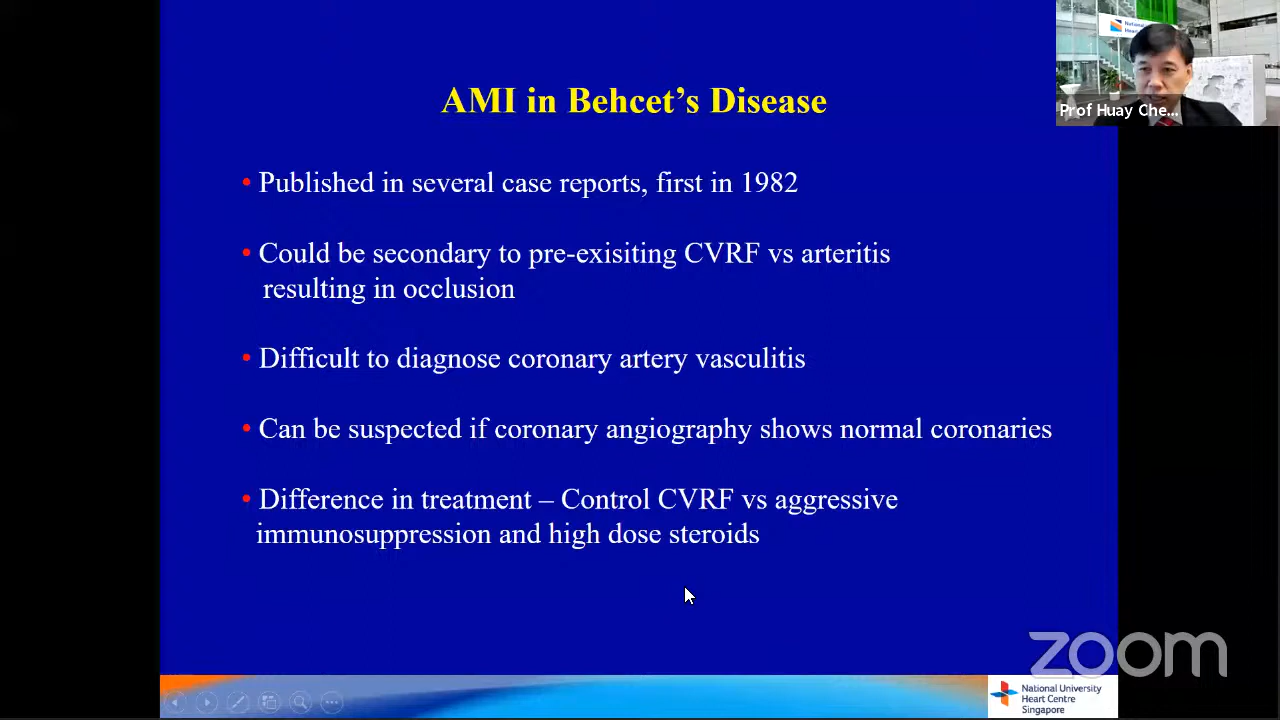 AMI in Behcet's Disease
• Published in several case reports, first in 1982
• Could be secondary to pre-exisiting CVRF vs arteritis
resulting in occlusion
• Difficult to diagnose coronary artery vasculitis
• Can be suspected if coronary angiography shows normal coronaries
• Difference in treatment – Control CVRF vs aggressive
immunosuppression and high dose steroids
National
Heart
Prof Huay Che...
zoom
National University
Heart Centre
Singapore